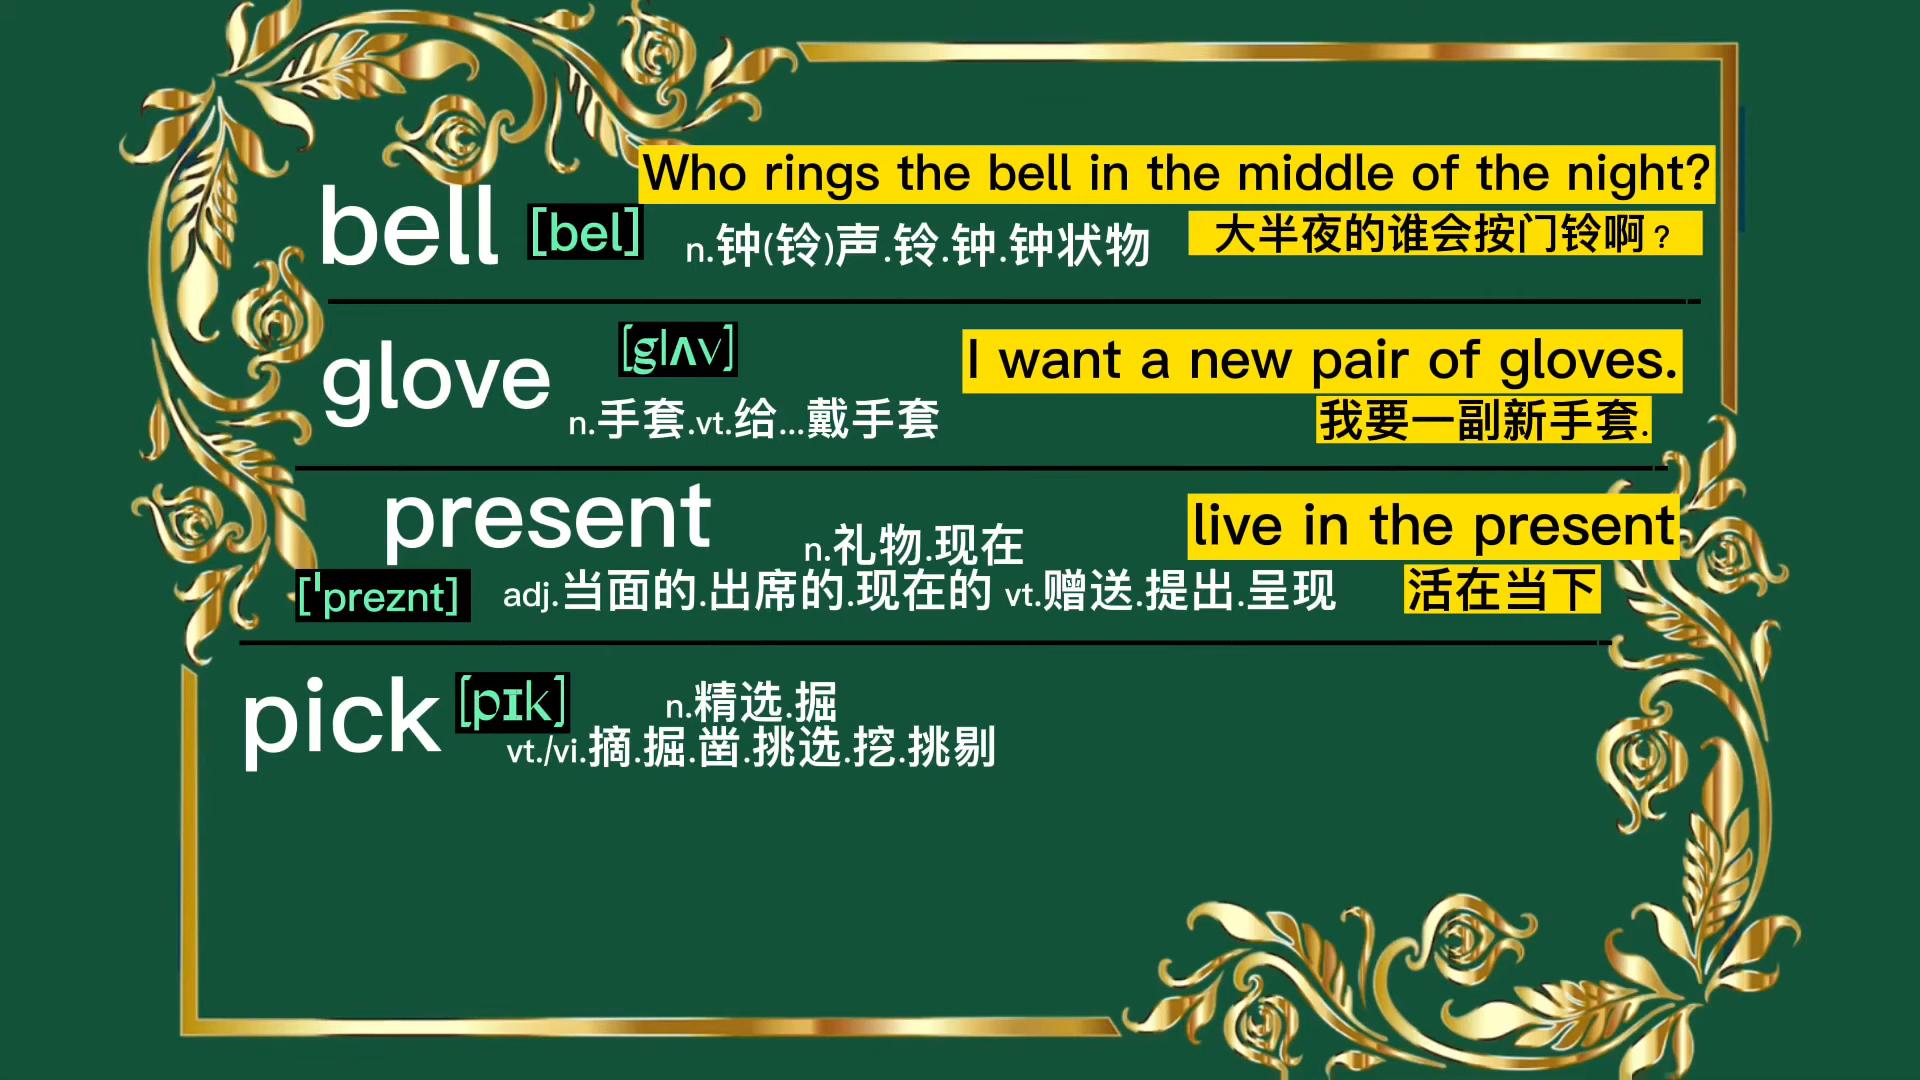 Who rings the bell in the middle of the night?
bell [bel] n.钟(铃)声.铃.钟.钟状物 大半夜的谁会按门铃啊?
glove [glʌv] I want a new pair of gloves.
n.手套.vt.给...戴手套 我要一副新手套.
present n.礼物.现在 live in the present
['preznt] adj.当面的.出席的.现在的 vt.赠送.提出.呈现 活在当下
pick [pɪk] n.精选.掘
vt./vi.摘.掘.凿.挑选.挖.挑剔